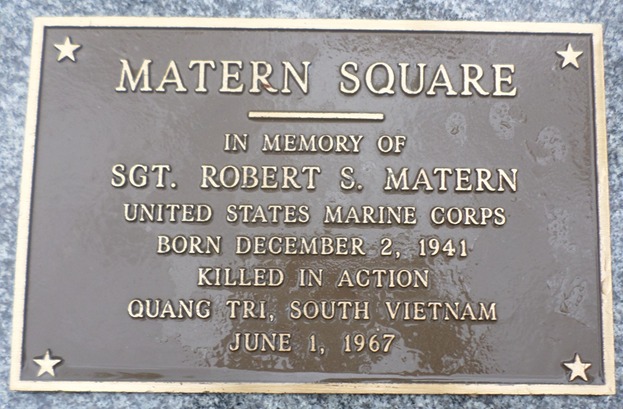 MATERN SQUARE
IN MEMORY OF
SGT. ROBERT S. MATERN
UNITED STATES MARINE CORPS
BORN DECEMBER 2, 1941
KILLED IN ACTION
QUANG TRI, SOUTH VIETNAM
JUNE 1, 1967